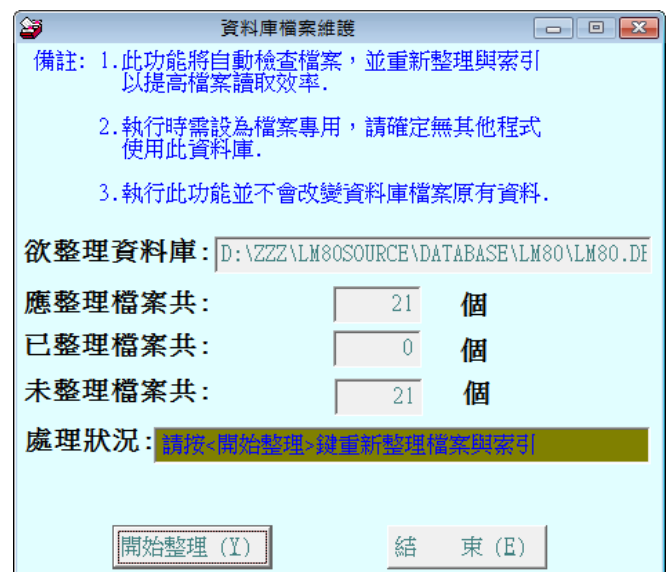 資料庫檔案維護
備註: 1.此功能將自動檢查檔案，並重新整理與索引
以提高檔案讀取效率.
2.執行時需設為檔案專用，請確定無其他程式
使用此資料庫.
3.執行此功能並不會改變資料庫檔案原有資料.
欲整理資料庫: D:\ZZZ\LM80SOURCE\DATABASE\LM80\LM80.DB
應整理檔案共: 21 個
已整理檔案共: 0 個
未整理檔案共: 21 個
處理狀況: 請按<開始整理>鍵重新整理檔案與索引
開始整理 (Y) 結 束 (E)